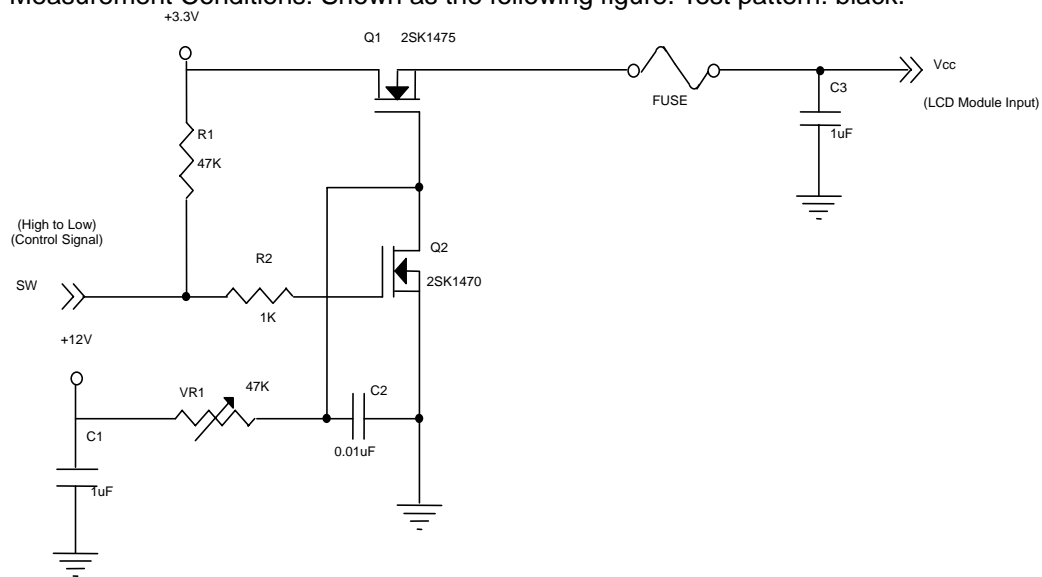 Measurement Conditions: Shown as the following figure. Test pattern: black.
+3.3V
Q1 2SK1475
Vcc
C3
FUSE
(LCD Module Input)
R1
1uF
47K
(High to Low)
(Control Signal)
Q2
R2
2SK1470
SW
1K
+12V
VR1
47K
C2
C1
0.01uF
1uF